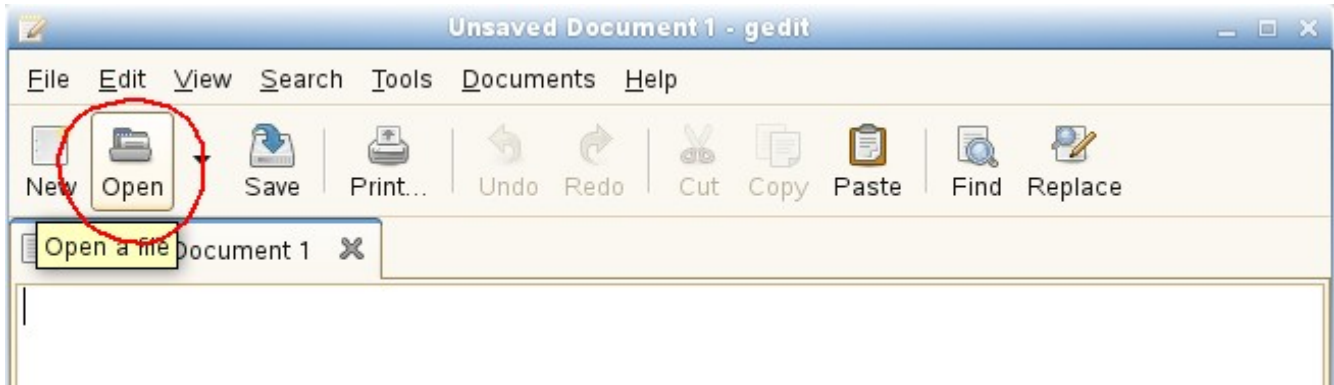 Unsaved Document 1 - gedit
File Edit View Search Tools Documents Help
New Open Save Print... Undo Redo Cut Copy Paste Find Replace
Open a file Document 1